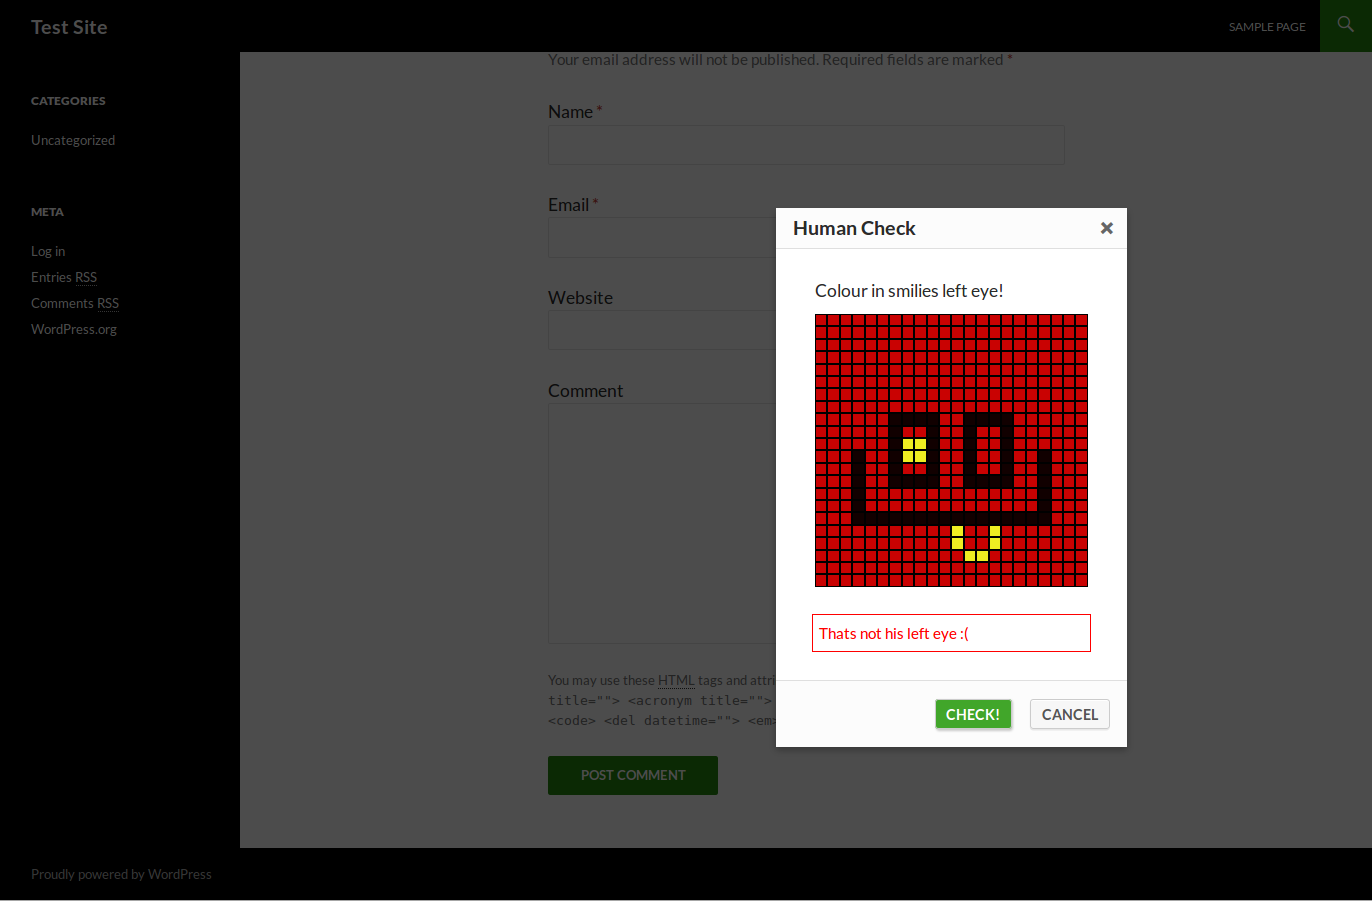 Test Site
SAMPLE PAGE
CATEGORIES
Uncategorized
META
Log in
Entries RSS
Comments RSS
WordPress.org
Your email address will not be published. Required fields are marked *
Name *
Email *
Website
Comment
You may use these HTML tags and attri
title=""> <acronym title="">
<code> <del datetime=""> <em>
POST COMMENT
Human Check
Colour in smilies left eye!
Thats not his left eye :(
CHECK!
CANCEL
Proudly powered by WordPress